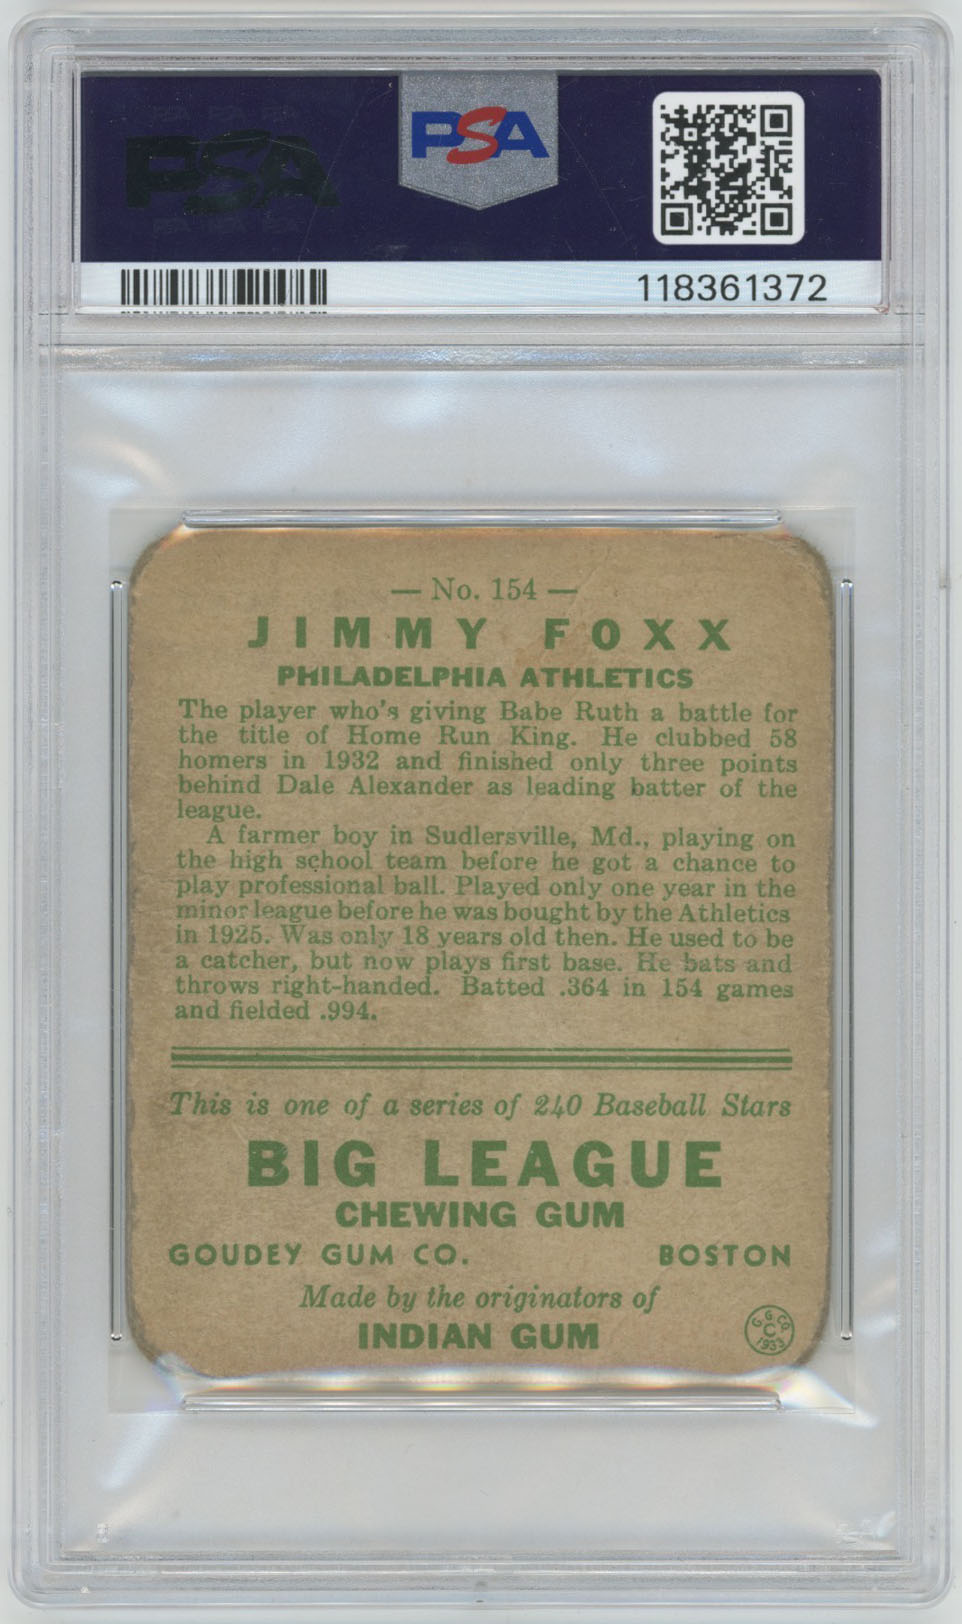 PSA
PSA
118361372
— No. 154 —
JIMMY FOXX
PHILADELPHIA ATHLETICS
The player who's giving Babe Ruth a battle for
the title of Home Run King. He clubbed 58
homers in 1932 and finished only three points
behind Dale Alexander as leading batter of the
league.
A farmer boy in Sudlersville, Md., playing on
the high school team before he got a chance to
play professional ball. Played only one year in the
minor league before he was bought by the Athletics
in 1925. Was only 18 years old then. He used to be
a catcher, but now plays first base. He bats and
throws right-handed. Batted .364 in 154 games
and fielded .994.
This is one of a series of 240 Baseball Stars
BIG LEAGUE
CHEWING GUM
GOUDEY GUM CO. BOSTON
Made by the originators of
INDIAN GUM
G. G. CO.
C
1933